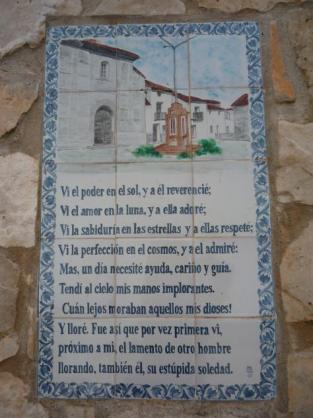 Vi el poder en el sol, y a él reverencié;
Vi el amor en la luna, y a ella adoré;
Vi la sabiduría en las estrellas y a ellas respeté;
Vi la perfección en el cosmos, y a el admiré:
Mas, un día necesité ayuda, cariño y guía.
Tendí al cielo mis manos implorantes.
Cuán lejos moraban aquellos mis dioses!
Y lloré. Fue así que por vez primera vi,
próximo a mi, el lamento de otro hombre
llorando, también él, su estúpida soledad.